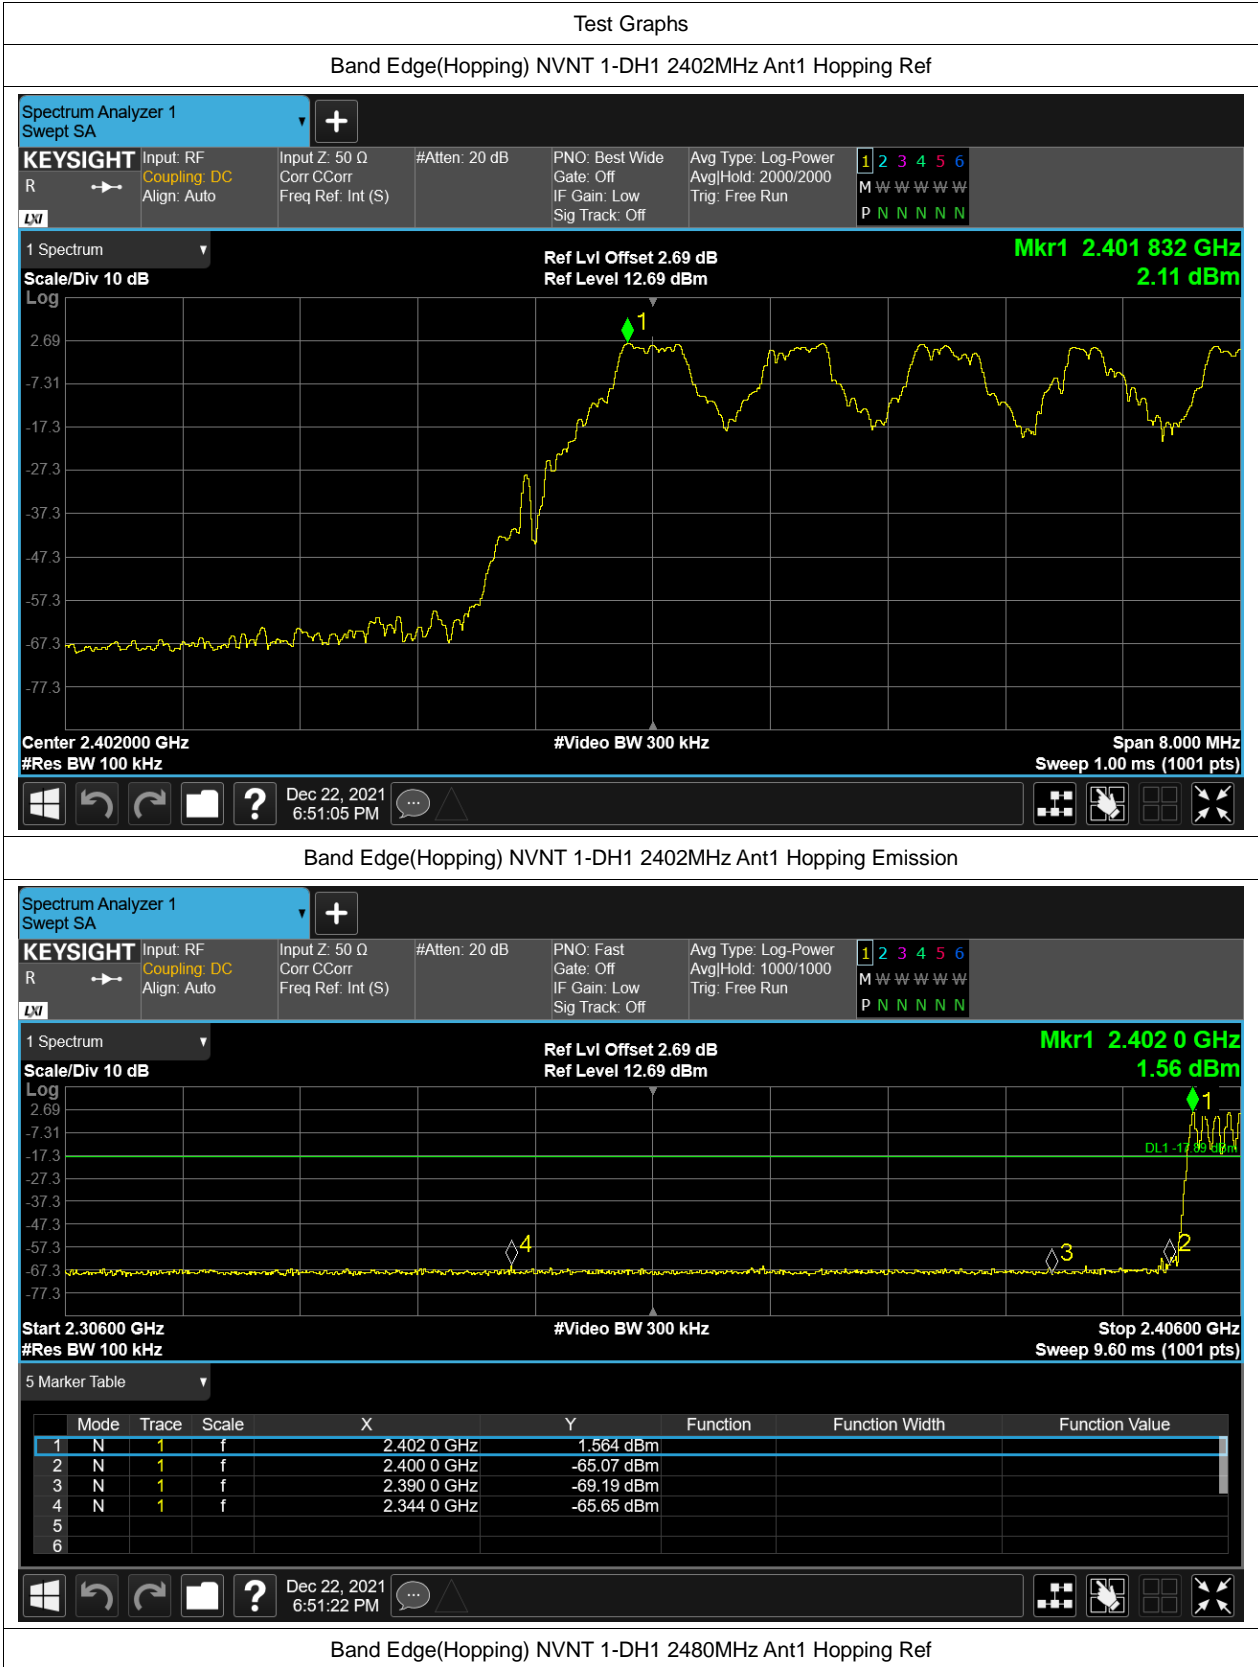 Test Graphs
Band Edge(Hopping) NVNT 1-DH1 2402MHz Ant1 Hopping Ref
Spectrum Analyzer 1
Swept SA
KEYSIGHT
R
LXI
Input: RF
Coupling: DC
Align: Auto
Input Z: 50 Ω
Corr CCorr
Freq Ref: Int (S)
#Atten: 20 dB
PNO: Best Wide
Gate: Off
IF Gain: Low
Sig Track: Off
Avg Type: Log-Power
Avg|Hold: 2000/2000
Trig: Free Run
1 2 3 4 5 6
M W W W W W
P N N N N N
1 Spectrum
Scale/Div 10 dB
Log
Ref Lvl Offset 2.69 dB
Ref Level 12.69 dBm
Mkr1 2.401 832 GHz
2.11 dBm
1
2.69
-7.31
-17.3
-27.3
-37.3
-47.3
-57.3
-67.3
-77.3
Center 2.402000 GHz
#Res BW 100 kHz
#Video BW 300 kHz
Span 8.000 MHz
Sweep 1.00 ms (1001 pts)
Dec 22, 2021
6:51:05 PM
Band Edge(Hopping) NVNT 1-DH1 2402MHz Ant1 Hopping Emission
Spectrum Analyzer 1
Swept SA
KEYSIGHT
R
LXI
Input: RF
Coupling: DC
Align: Auto
Input Z: 50 Ω
Corr CCorr
Freq Ref: Int (S)
#Atten: 20 dB
PNO: Fast
Gate: Off
IF Gain: Low
Sig Track: Off
Avg Type: Log-Power
Avg|Hold: 1000/1000
Trig: Free Run
1 2 3 4 5 6
M W W W W W
P N N N N N
1 Spectrum
Scale/Div 10 dB
Log
Ref Lvl Offset 2.69 dB
Ref Level 12.69 dBm
Mkr1 2.402 0 GHz
1.56 dBm
1
2.69
-7.31
-17.3
DL1 -17.89 dBm
-27.3
-37.3
-47.3
-57.3
4
3
2
-67.3
-77.3
Start 2.30600 GHz
#Res BW 100 kHz
#Video BW 300 kHz
Stop 2.40600 GHz
Sweep 9.60 ms (1001 pts)
5 Marker Table
Mode Trace Scale X Y Function Function Width Function Value
1 N 1 f 2.402 0 GHz 1.564 dBm
2 N 1 f 2.400 0 GHz -65.07 dBm
3 N 1 f 2.390 0 GHz -69.19 dBm
4 N 1 f 2.344 0 GHz -65.65 dBm
5
6
Dec 22, 2021
6:51:22 PM
Band Edge(Hopping) NVNT 1-DH1 2480MHz Ant1 Hopping Ref